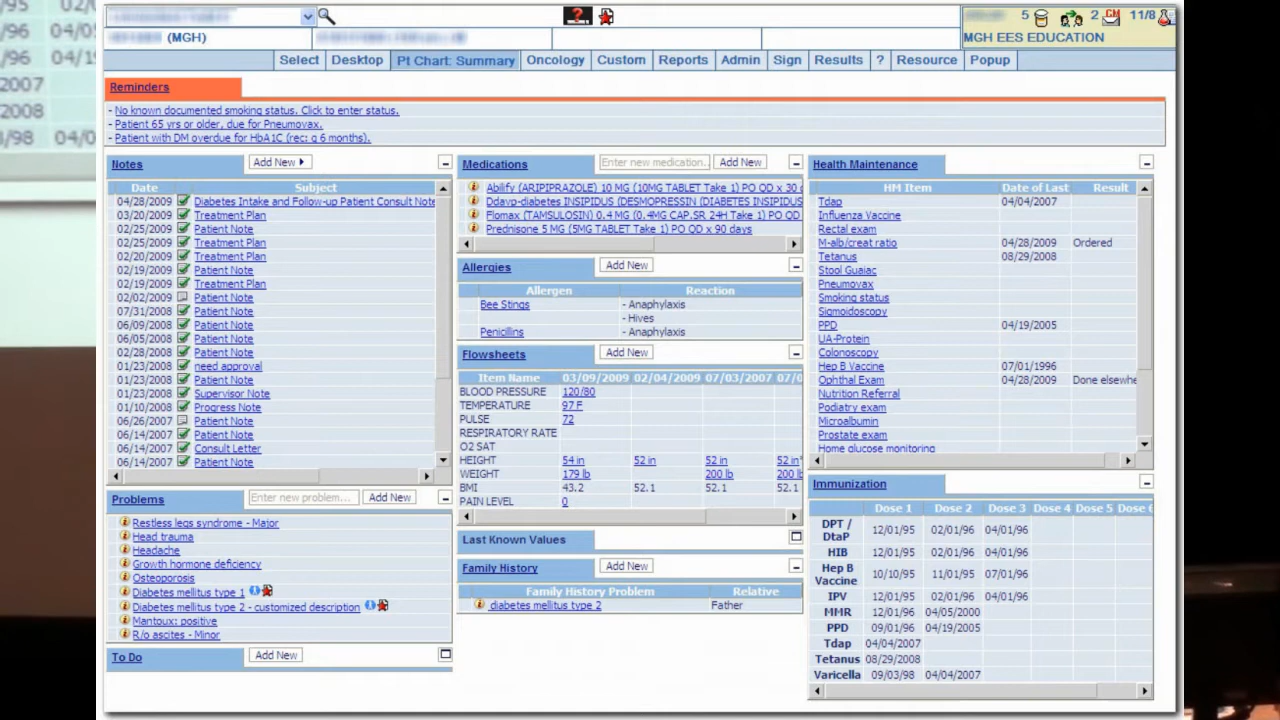 5 2 GM 11/8
(MGH)
MGH EES EDUCATION
Select Desktop Pt Chart: Summary Oncology Custom Reports Admin Sign Results ? Resource Popup
Reminders
- No known documented smoking status. Click to enter status.
- Patient 65 yrs or older, due for Pneumovax.
- Patient with DM overdue for HbA1C (rec: q 6 months).
Notes Add New
Date Subject
04/28/2009 Diabetes Intake and Follow-up Patient Consult Note
03/20/2009 Treatment Plan
02/25/2009 Patient Note
02/25/2009 Treatment Plan
02/20/2009 Treatment Plan
02/19/2009 Patient Note
02/19/2009 Treatment Plan
02/02/2009 Patient Note
07/31/2008 Patient Note
06/09/2008 Patient Note
06/05/2008 Patient Note
02/28/2008 Patient Note
01/23/2008 need approval
01/23/2008 Patient Note
01/23/2008 Supervisor Note
01/10/2008 Progress Note
06/26/2007 Patient Note
06/14/2007 Patient Note
06/14/2007 Consult Letter
06/14/2007 Patient Note
Problems Enter new problem... Add New
Restless legs syndrome - Major
Head trauma
Headache
Growth hormone deficiency
Osteoporosis
Diabetes mellitus type 1
Diabetes mellitus type 2 - customized description
Mantoux: positive
R/o ascites - Minor
To Do Add New
Medications Enter new medication... Add New
Abilify (ARIPIPRAZOLE) 10 MG (10MG TABLET Take 1) PO QD x 30 d
Ddavp-diabetes INSIPIDUS (DESMOPRESSIN (DIABETES INSIPIDUS
Flomax (TAMSULOSIN) 0.4 MG (0.4MG CAP.SR 24H Take 1) PO QD
Prednisone 5 MG (5MG TABLET Take 1) PO QD x 90 days
Allergies Add New
Allergen Reaction
Bee Stings - Anaphylaxis
- Hives
Penicillins - Anaphylaxis
Flowsheets Add New
Item Name 03/09/2009 02/04/2009 07/03/2007 07/0
BLOOD PRESSURE 120/80
TEMPERATURE 97 F
PULSE 72
RESPIRATORY RATE
O2 SAT
HEIGHT 54 in 52 in 52 in 52 in
WEIGHT 179 lb 200 lb 200 lb
BMI 43.2 52.1 52.1 52.1
PAIN LEVEL 0
Last Known Values
Family History Add New
Family History Problem Relative
diabetes mellitus type 2 Father
Health Maintenance
HM Item Date of Last Result
Tdap 04/04/2007
Influenza Vaccine
Rectal exam
M-alb/creat ratio 04/28/2009 Ordered
Tetanus 08/29/2008
Stool Guaiac
Pneumovax
Smoking status
Sigmoidoscopy
PPD 04/19/2005
UA-Protein
Colonoscopy
Hep B Vaccine 07/01/1996
Ophthal Exam 04/28/2009 Done elsewhe
Nutrition Referral
Podiatry exam
Microalbumin
Prostate exam
Home glucose monitoring
Immunization
Dose 1 Dose 2 Dose 3 Dose 4 Dose 5 Dose 6
DPT / DtaP 12/01/95 02/01/96 04/01/96
HIB 12/01/95 02/01/96 04/01/96
Hep B Vaccine 10/10/95 11/01/95 07/01/96
IPV 12/01/95 02/01/96 04/01/96
MMR 12/01/96 04/05/2000
PPD 09/01/96 04/19/2005
Tdap 04/04/2007
Tetanus 08/29/2008
Varicella 09/03/98 04/04/2007